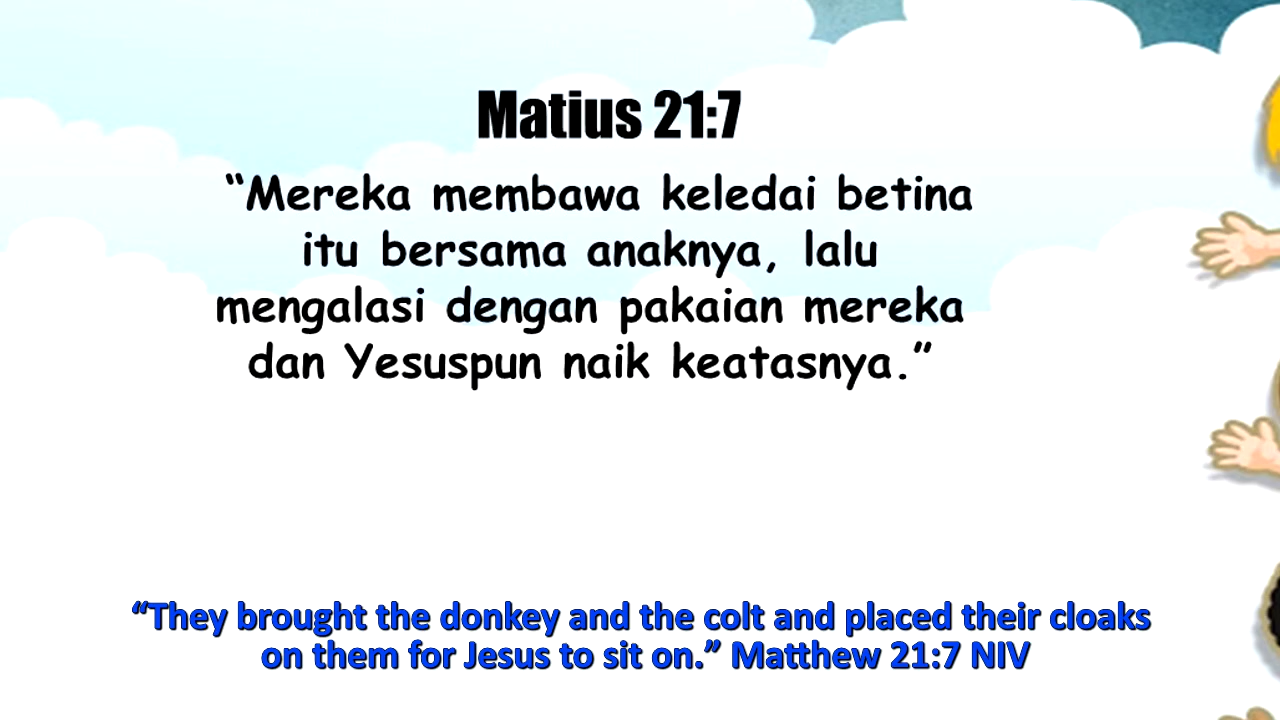 Matius 21:7
“Mereka membawa keledai betina
itu bersama anaknya, lalu
mengalasi dengan pakaian mereka
dan Yesuspun naik keatasnya.”
“They brought the donkey and the colt and placed their cloaks
on them for Jesus to sit on.” Matthew 21:7 NIV